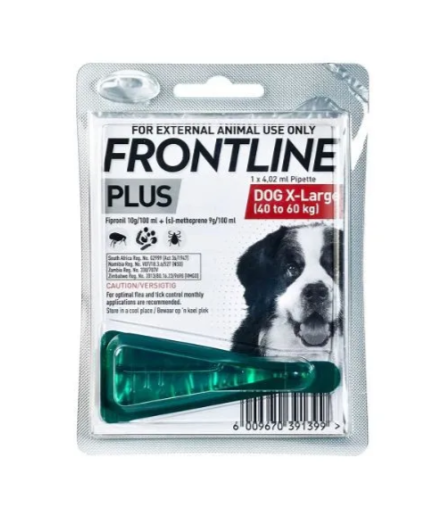 FOR EXTERNAL ANIMAL USE ONLY
FRONTLINE
PLUS
1 x 4,02 ml Pipette
DOG X-Large
(40 to 60 kg)
Fipronil 10g/100 ml + (s)-methoprene 9g/100 ml
CAUTION/VERSIGTIG
For optimal flea and tick control monthly
applications are recommended.
Store in a cool place / Bewaar op 'n koel plek
6 009670 391399 >